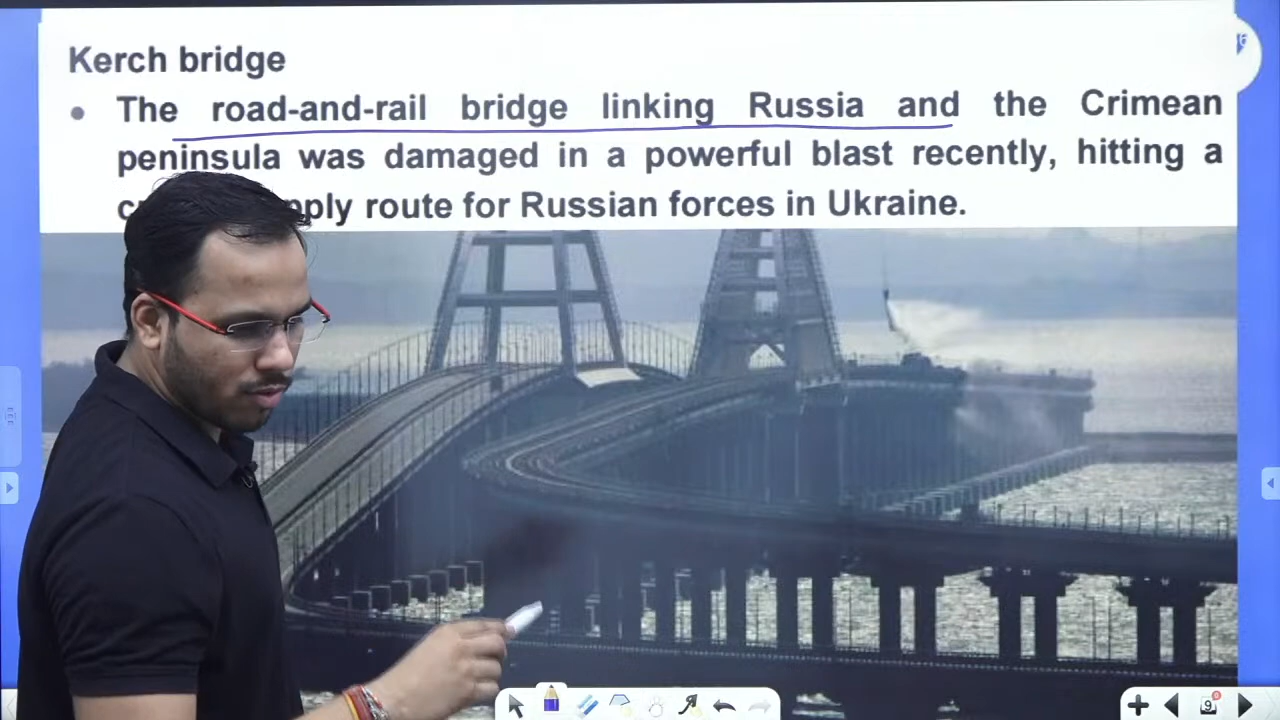 Kerch bridge
• The road-and-rail bridge linking Russia and the Crimean
peninsula was damaged in a powerful blast recently, hitting a
route for Russian forces in Ukraine.
9